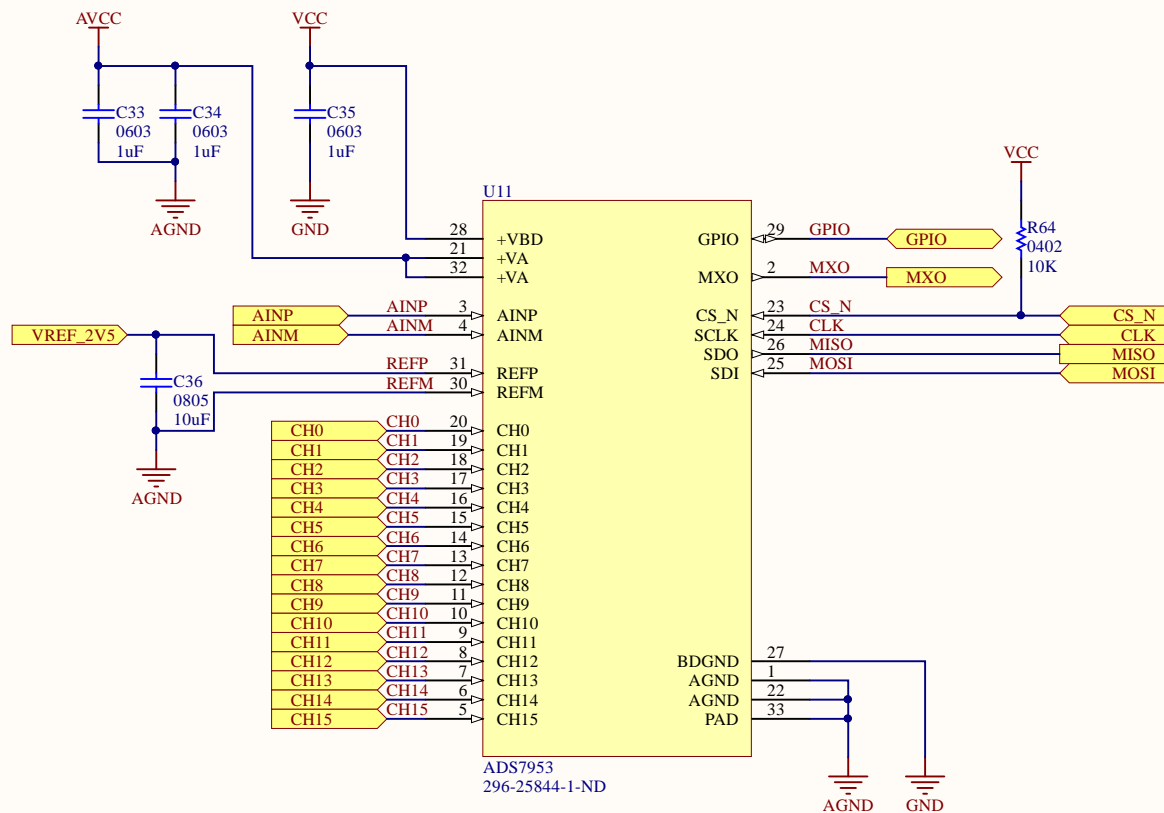 AVCC
VCC
C33
0603
1uF
C34
0603
1uF
C35
0603
1uF
AGND
GND
VCC
R64
0402
10K
U11
28 +VBD
21 +VA
32 +VA
AINP AINP 3 AINP
AINM AINM 4 AINM
VREF_2V5
REFP 31 REFP
REFM 30 REFM
C36
0805
10uF
AGND
CH0 CH0 20 CH0
CH1 CH1 19 CH1
CH2 CH2 18 CH2
CH3 CH3 17 CH3
CH4 CH4 16 CH4
CH5 CH5 15 CH5
CH6 CH6 14 CH6
CH7 CH7 13 CH7
CH8 CH8 12 CH8
CH9 CH9 11 CH9
CH10 CH10 10 CH10
CH11 CH11 9 CH11
CH12 CH12 8 CH12
CH13 CH13 7 CH13
CH14 CH14 6 CH14
CH15 CH15 5 CH15
GPIO 29 GPIO GPIO
MXO 2 MXO MXO
CS_N 23 CS_N CS_N
SCLK 24 CLK CLK
SDO 26 MISO MISO
SDI 25 MOSI MOSI
BDGND 27
AGND 1
AGND 22
PAD 33
ADS7953
296-25844-1-ND
AGND
GND